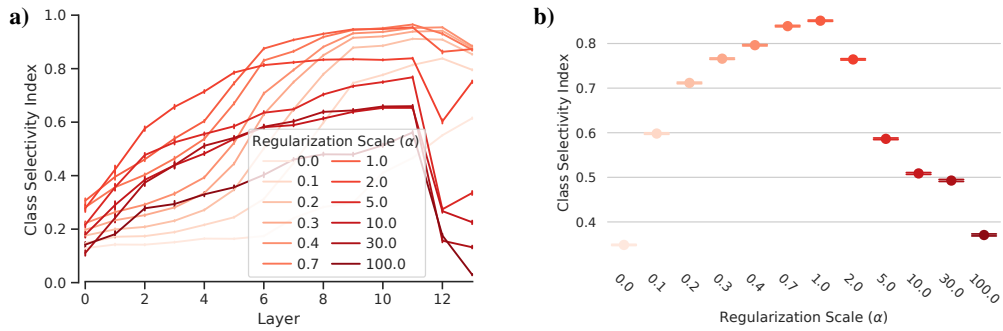 a)
Class Selectivity Index
1.0
0.8
0.6
0.4
0.2
0.0
0 2 4 6 8 10 12
Layer
Regularization Scale (α)
0.0 1.0
0.1 2.0
0.2 5.0
0.3 10.0
0.4 30.0
0.7 100.0
b)
Class Selectivity Index
0.8
0.7
0.6
0.5
0.4
0.0 0.1 0.2 0.3 0.4 0.7 1.0 2.0 5.0 10.0 30.0 100.0
Regularization Scale (α)